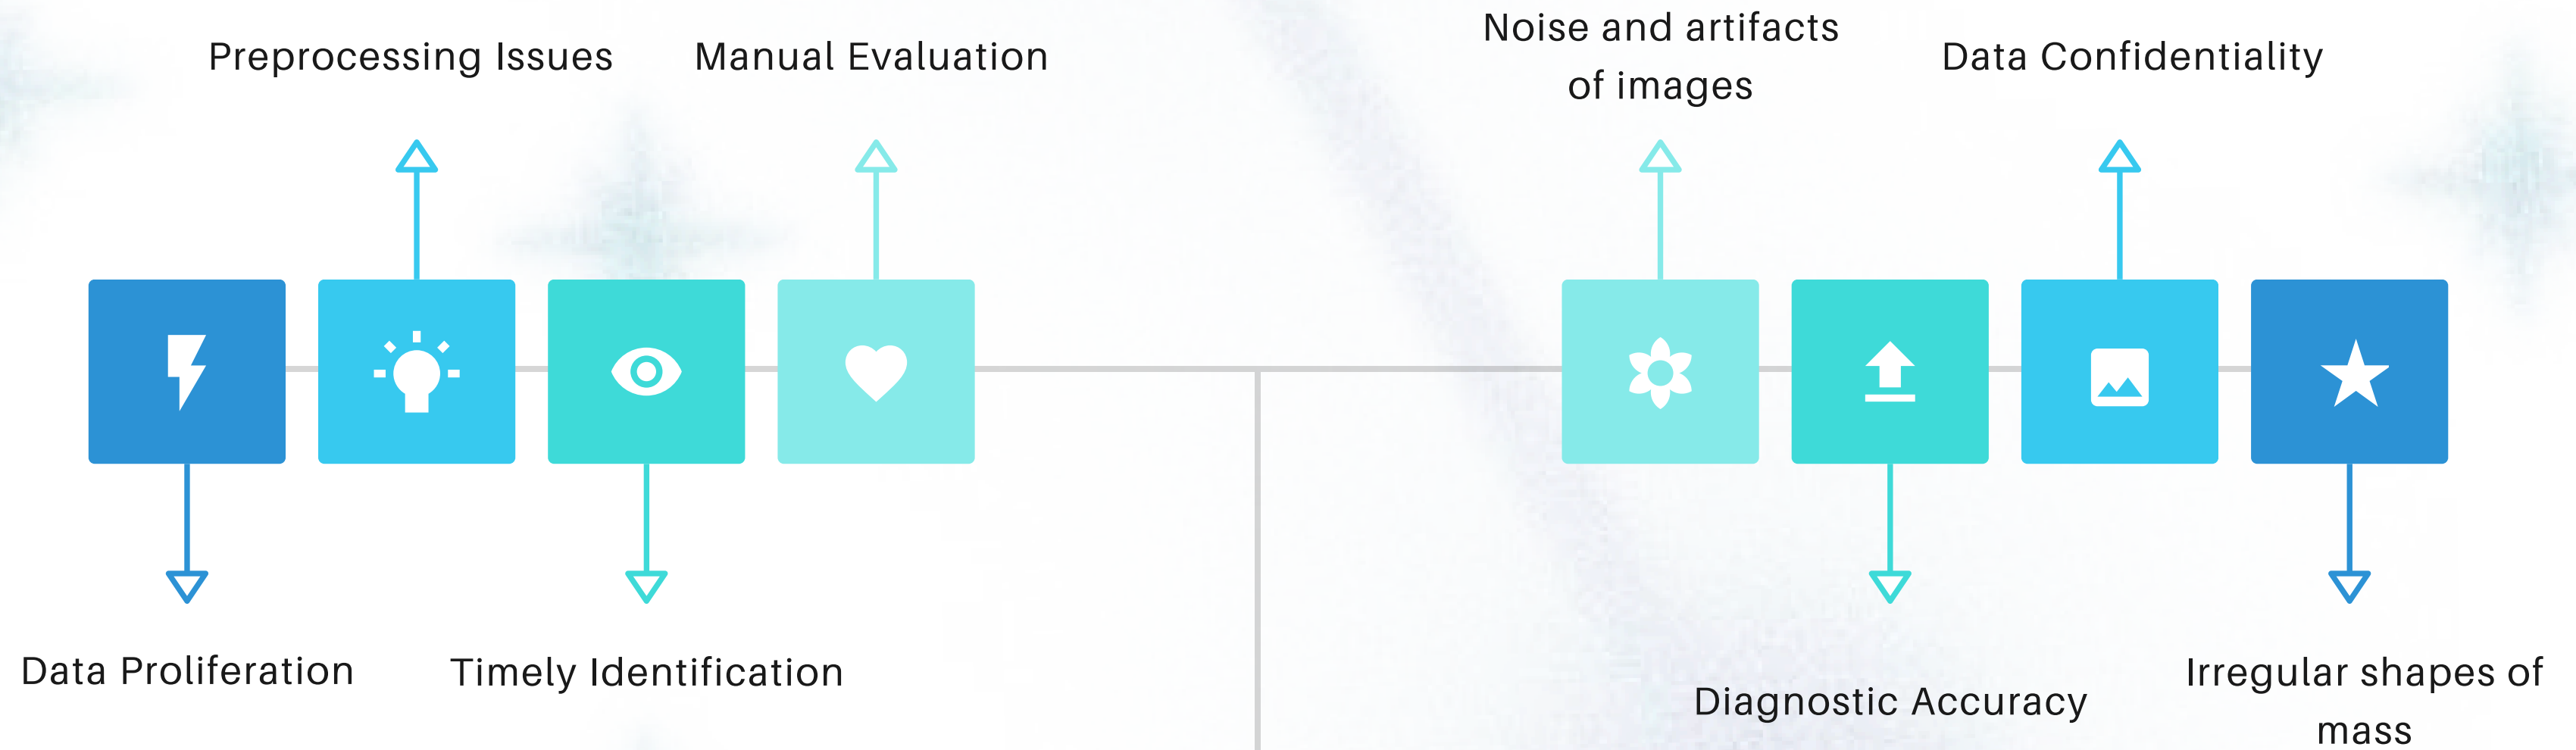 Preprocessing Issues
Manual Evaluation
Noise and artifacts
of images
Data Confidentiality
Data Proliferation
Timely Identification
Diagnostic Accuracy
Irregular shapes of
mass